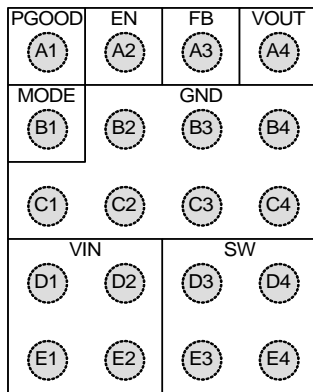 PGOOD EN FB VOUT
A1 A2 A3 A4
MODE GND
B1 B2 B3 B4
C1 C2 C3 C4
VIN SW
D1 D2 D3 D4
E1 E2 E3 E4